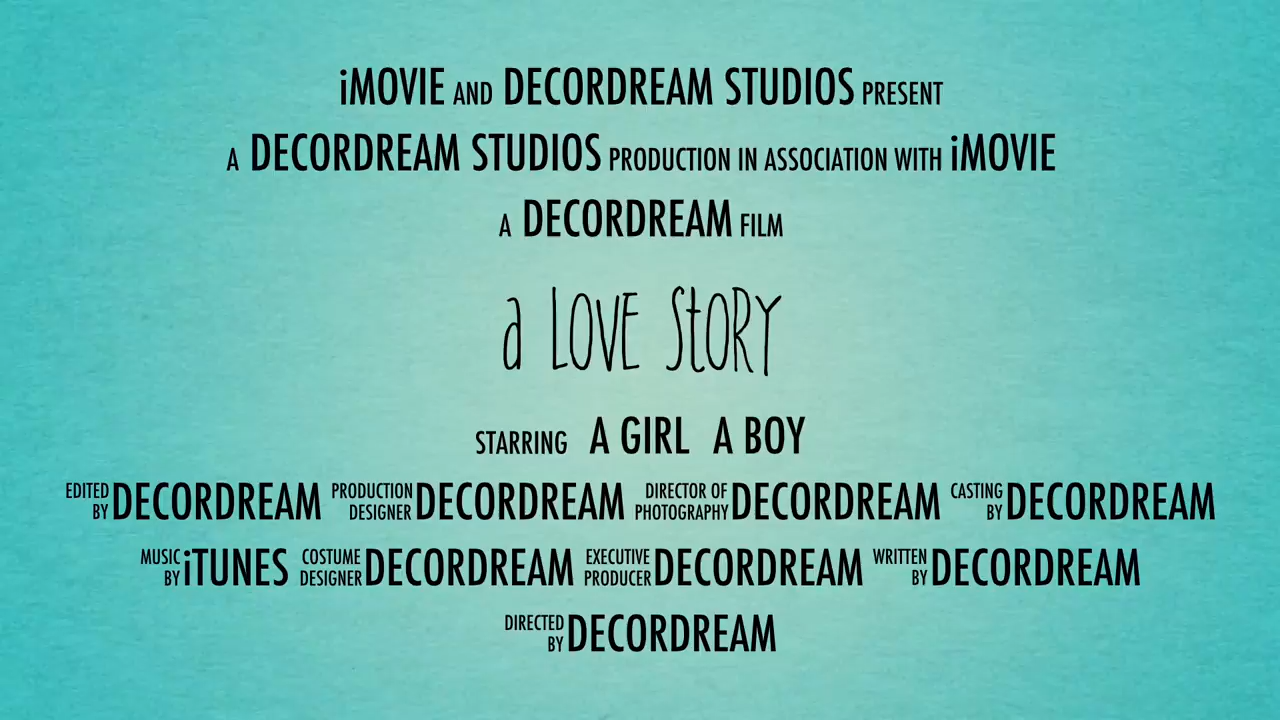 iMOVIE AND DECORDREAM STUDIOS PRESENT
A DECORDREAM STUDIOS PRODUCTION IN ASSOCIATION WITH iMOVIE
A DECORDREAM FILM
a LOVE StORY
STARRING A GIRL A BOY
EDITED BY DECORDREAM PRODUCTION DESIGNER DECORDREAM DIRECTOR OF PHOTOGRAPHY DECORDREAM CASTING BY DECORDREAM
MUSIC BY iTUNES COSTUME DESIGNER DECORDREAM EXECUTIVE PRODUCER DECORDREAM WRITTEN BY DECORDREAM
DIRECTED BY DECORDREAM